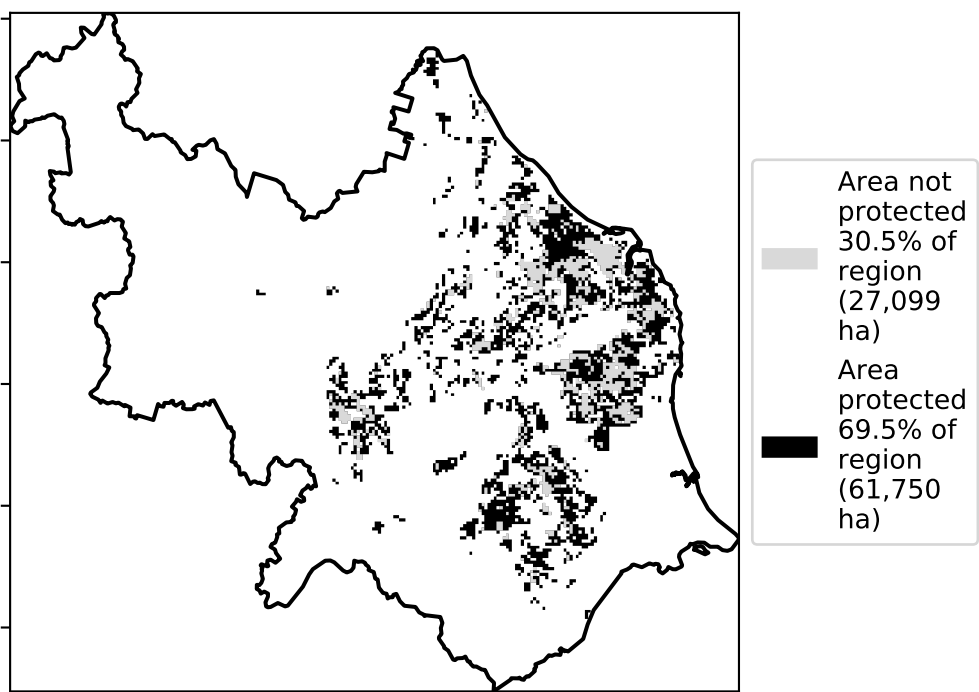 Area not
protected
30.5% of
region
(27,099
ha)
Area
protected
69.5% of
region
(61,750
ha)